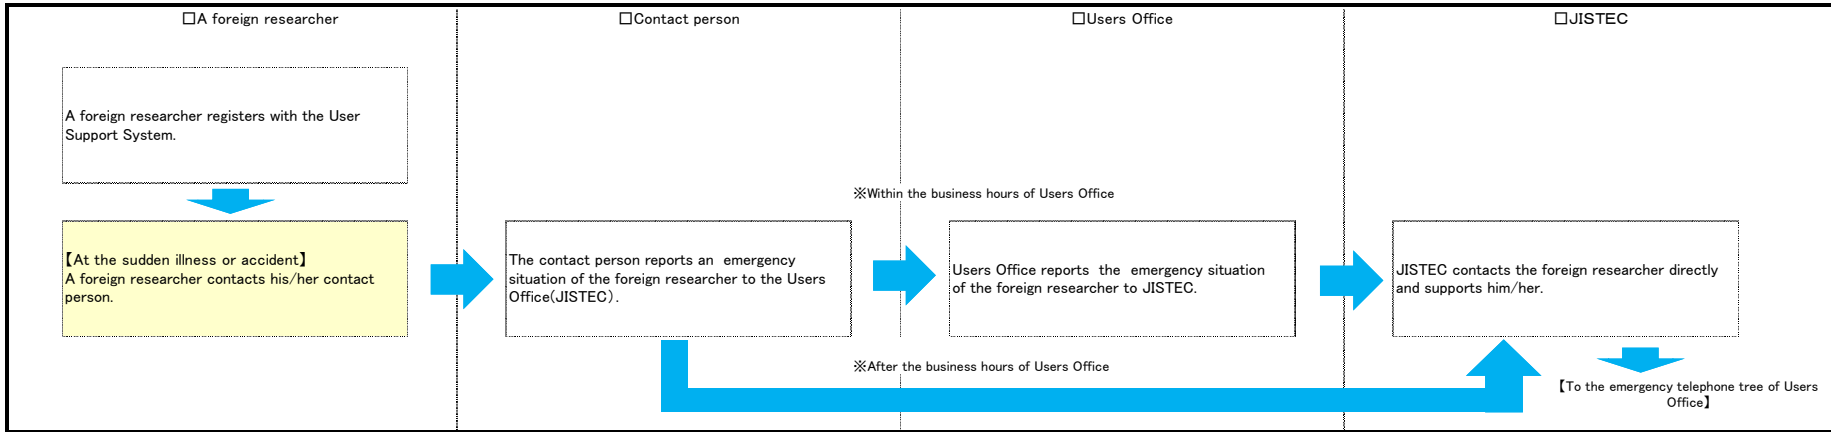 □A foreign researcher
□Contact person
□Users Office
□JISTEC
A foreign researcher registers with the User
Support System.
※Within the business hours of Users Office
【At the sudden illness or accident】
A foreign researcher contacts his/her contact
person.
The contact person reports an emergency
situation of the foreign researcher to the Users
Office(JISTEC).
Users Office reports the emergency situation
of the foreign researcher to JISTEC.
JISTEC contacts the foreign researcher directly
and supports him/her.
※After the business hours of Users Office
【To the emergency telephone tree of Users
Office】